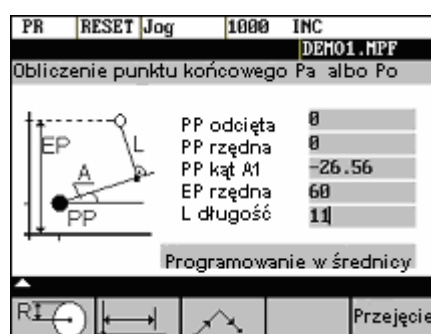 PR RESET Jog 1000 INC
DEMO1.MPF
Obliczenie punktu końcowego Pa albo Po
EP
L
A
PP
PP odcięta 0
PP rzędna 0
PP kąt A1 -26.56
EP rzędna 60
L długość 11
Programowanie w średnicy
R
Przejęcie